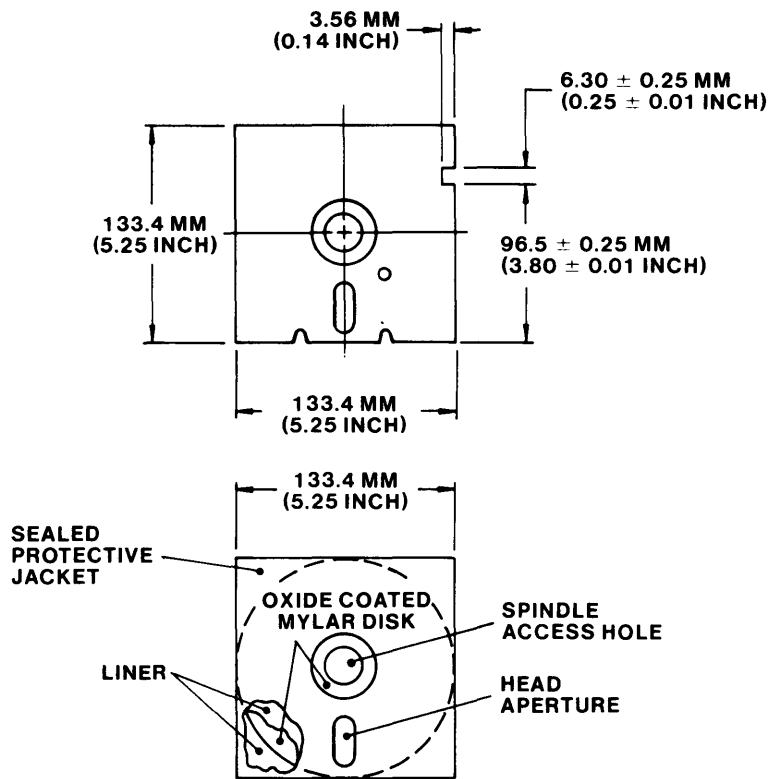 3.56 MM
(0.14 INCH)
6.30 ± 0.25 MM
(0.25 ± 0.01 INCH)
133.4 MM
(5.25 INCH)
96.5 ± 0.25 MM
(3.80 ± 0.01 INCH)
133.4 MM
(5.25 INCH)
133.4 MM
(5.25 INCH)
SEALED
PROTECTIVE
JACKET
OXIDE COATED
MYLAR DISK
SPINDLE
ACCESS HOLE
LINER
HEAD
APERTURE